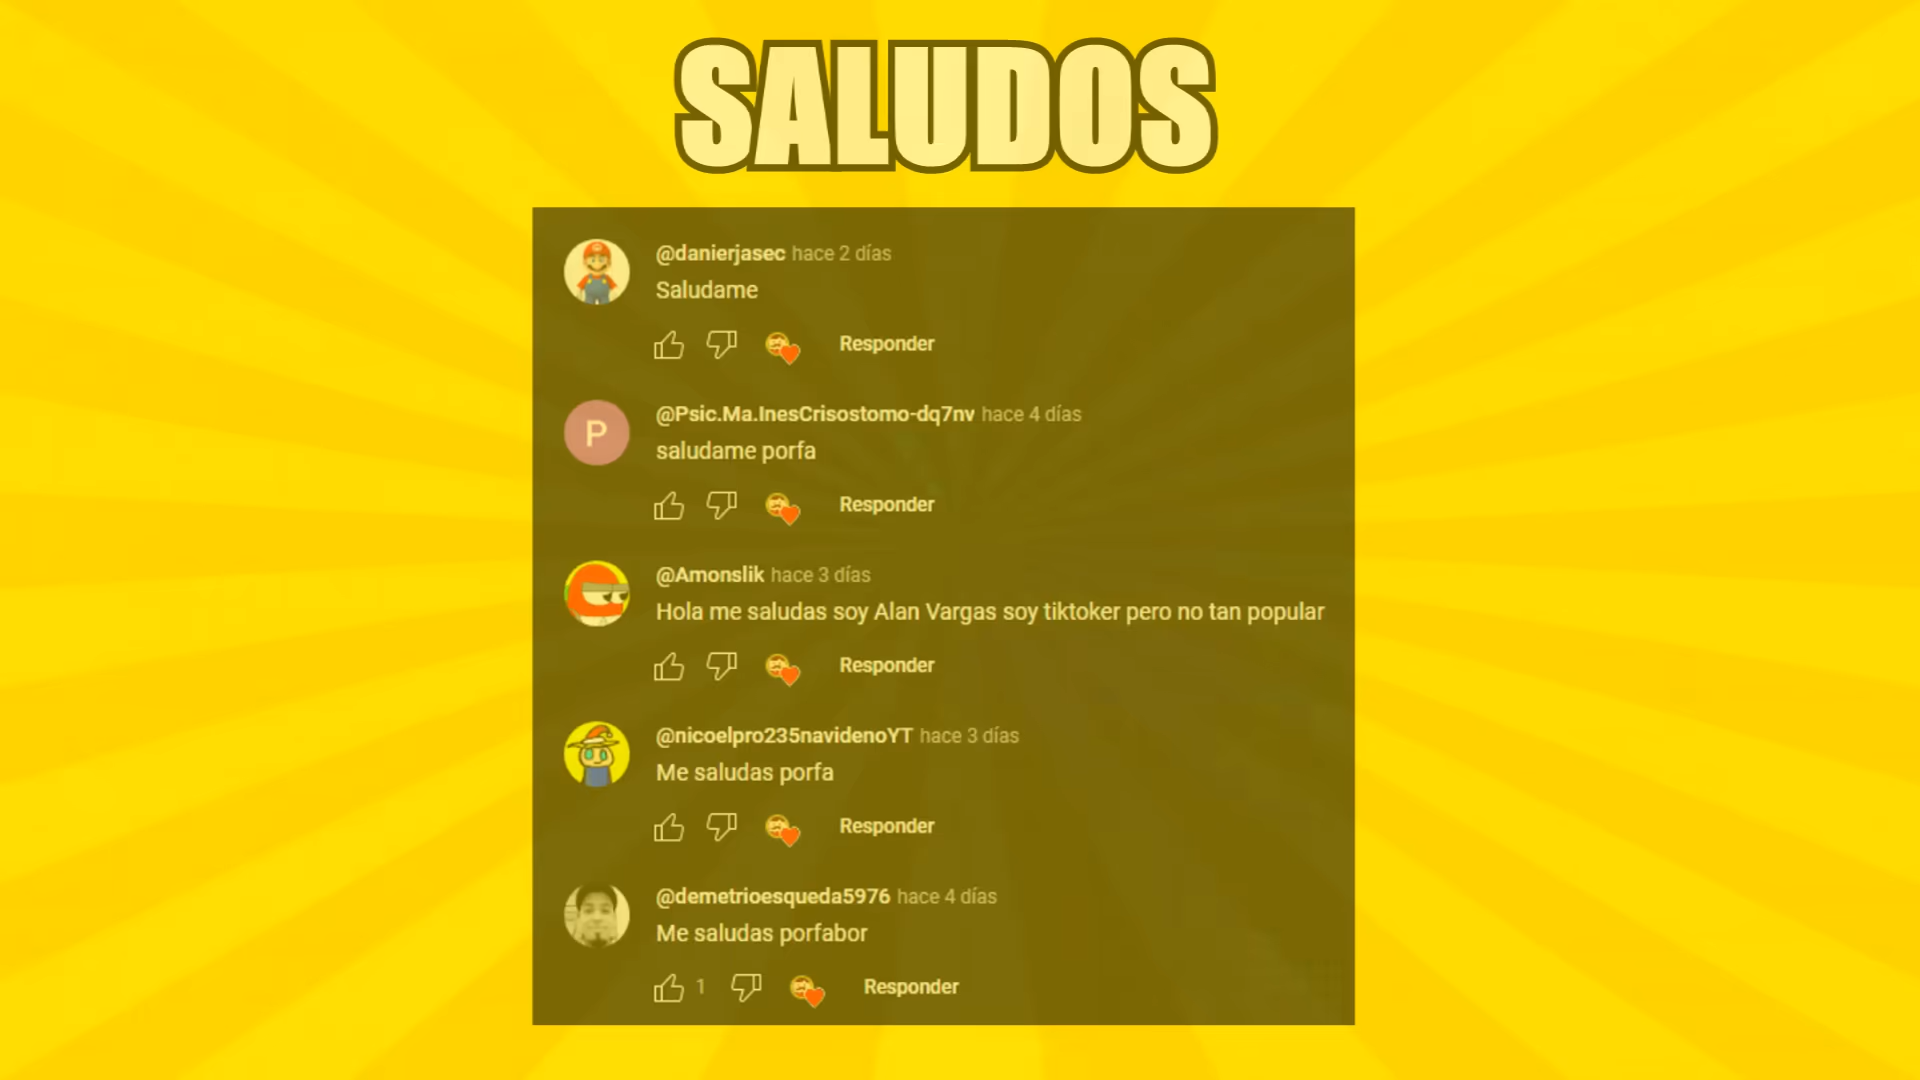 SALUDOS
@danierjasec hace 2 días
Saludame
Responder
P
@Psic.Ma.InesCrisostomo-dq7nv hace 4 días
saludame porfa
Responder
@Amonslik hace 3 días
Hola me saludas soy Alan Vargas soy tiktoker pero no tan popular
Responder
@nicoelpro235navidenoYT hace 3 días
Me saludas porfa
Responder
@demetrioesqueda5976 hace 4 días
Me saludas porfabor
1 Responder